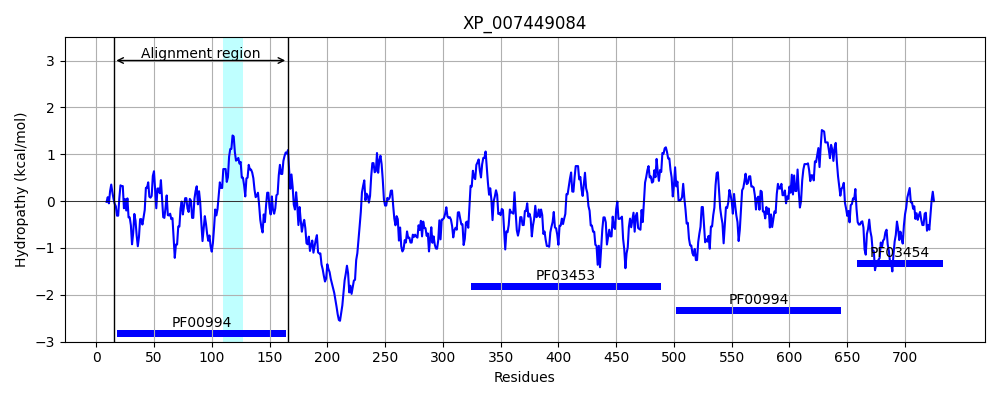 XP_007449084
Alignment region
Hydropathy (kcal/mol)
3
2
1
0
−1
−2
−3
PF03454
PF03453
PF00994
PF00994
0 50 100 150 200 250 300 350 400 450 500 550 600 650 700
Residues